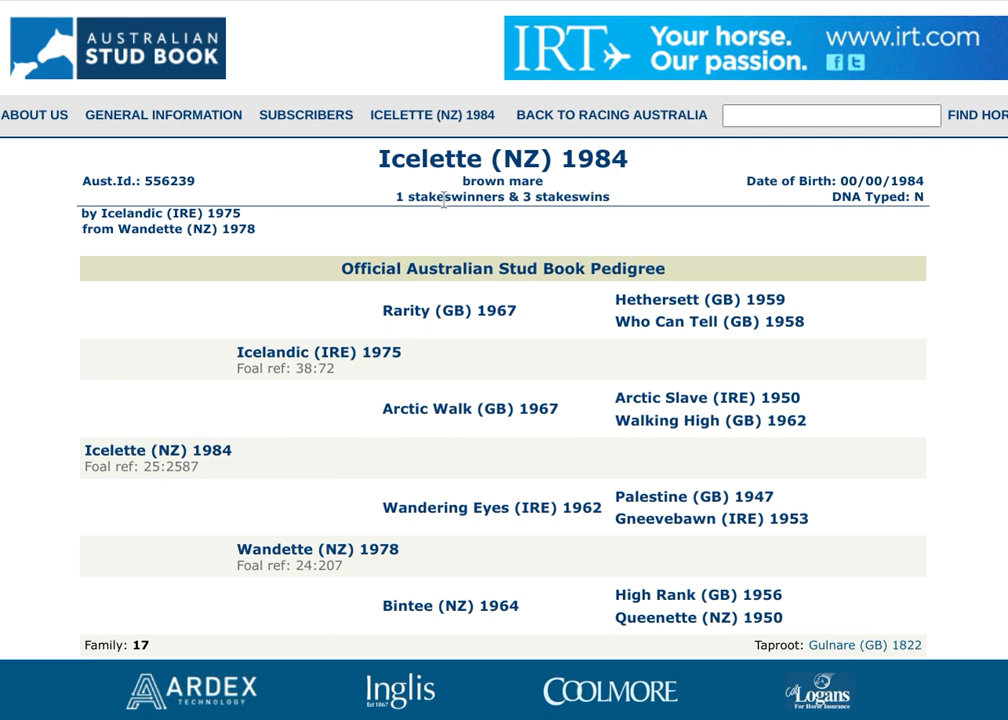 AUSTRALIAN
STUD BOOK
IRT
Your horse.
Our passion.
www.irt.com
ABOUT US GENERAL INFORMATION SUBSCRIBERS ICELETTE (NZ) 1984 BACK TO RACING AUSTRALIA FIND HOR
Icelette (NZ) 1984
Aust.Id.: 556239 brown mare Date of Birth: 00/00/1984
1 stakeswinners & 3 stakeswins DNA Typed: N
by Icelandic (IRE) 1975
from Wandette (NZ) 1978
Official Australian Stud Book Pedigree
Hethersett (GB) 1959
Rarity (GB) 1967
Who Can Tell (GB) 1958
Icelandic (IRE) 1975
Foal ref: 38:72
Arctic Slave (IRE) 1950
Arctic Walk (GB) 1967
Walking High (GB) 1962
Icelette (NZ) 1984
Foal ref: 25:2587
Palestine (GB) 1947
Wandering Eyes (IRE) 1962
Gneevebawn (IRE) 1953
Wandette (NZ) 1978
Foal ref: 24:207
High Rank (GB) 1956
Bintee (NZ) 1964
Queenette (NZ) 1950
Family: 17 Taproot: Gulnare (GB) 1822
ARDEX
TECHNOLOGY
Inglis
Est 1867
COOLMORE
Logans
For Horse Insurance